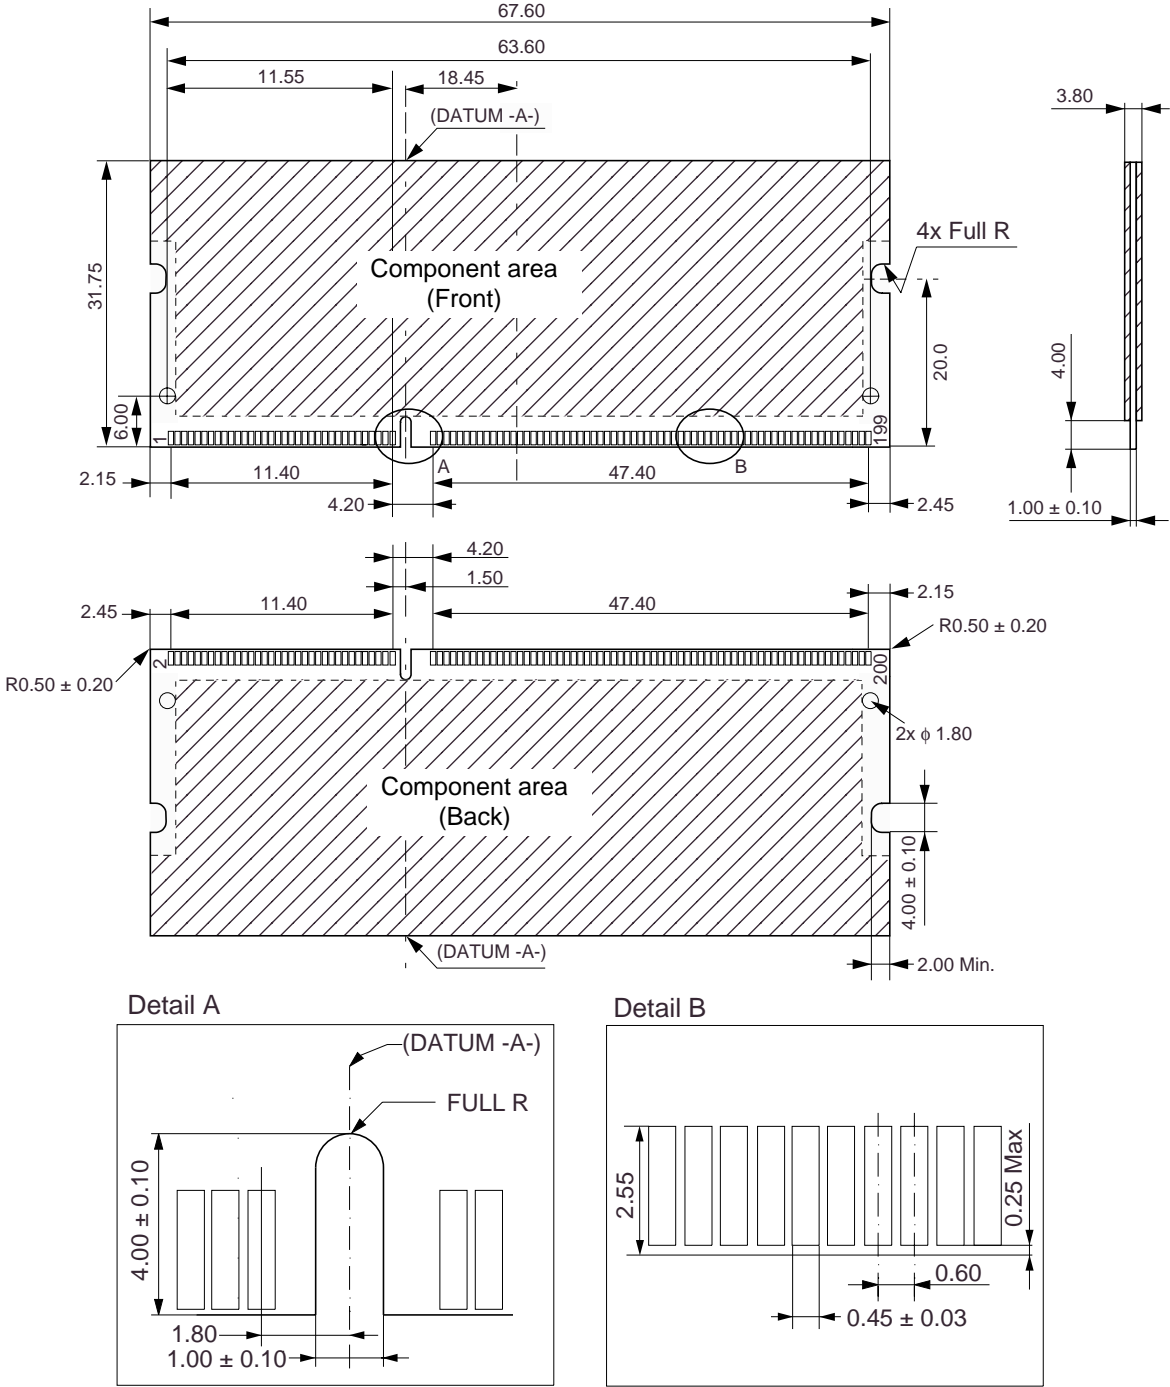 67.60
63.60
11.55
18.45
(DATUM -A-)
3.80
4x Full R
Component area
(Front)
31.75
20.0
4.00
6.00
1
199
A
B
2.15
11.40
47.40
4.20
2.45
1.00 ± 0.10
4.20
1.50
2.45
11.40
47.40
2.15
R0.50 ± 0.20
2
200
R0.50 ± 0.20
2x ϕ 1.80
Component area
(Back)
4.00 ± 0.10
(DATUM -A-)
2.00 Min.
Detail A
(DATUM -A-)
FULL R
4.00 ± 0.10
1.80
1.00 ± 0.10
Detail B
2.55
0.25 Max
0.60
0.45 ± 0.03